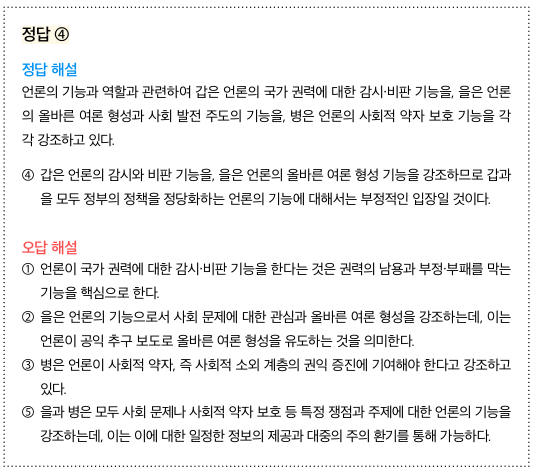 정답 ④
정답 해설
언론의 기능과 역할과 관련하여 갑은 언론의 국가 권력에 대한 감시·비판 기능을, 을은 언론
의 올바른 여론 형성과 사회 발전 주도의 기능을, 병은 언론의 사회적 약자 보호 기능을 각
각 강조하고 있다.
④ 갑은 언론의 감시와 비판 기능을, 을은 언론의 올바른 여론 형성 기능을 강조하므로 갑과
을 모두 정부의 정책을 정당화하는 언론의 기능에 대해서는 부정적인 입장일 것이다.
오답 해설
① 언론이 국가 권력에 대한 감시·비판 기능을 한다는 것은 권력의 남용과 부정·부패를 막는
기능을 핵심으로 한다.
② 을은 언론의 기능으로서 사회 문제에 대한 관심과 올바른 여론 형성을 강조하는데, 이는
언론이 공익 추구 보도로 올바른 여론 형성을 유도하는 것을 의미한다.
③ 병은 언론이 사회적 약자, 즉 사회적 소외 계층의 권익 증진에 기여해야 한다고 강조하고
있다.
⑤ 을과 병은 모두 사회 문제나 사회적 약자 보호 등 특정 쟁점과 주제에 대한 언론의 기능을
강조하는데, 이는 이에 대한 일정한 정보의 제공과 대중의 주의 환기를 통해 가능하다.